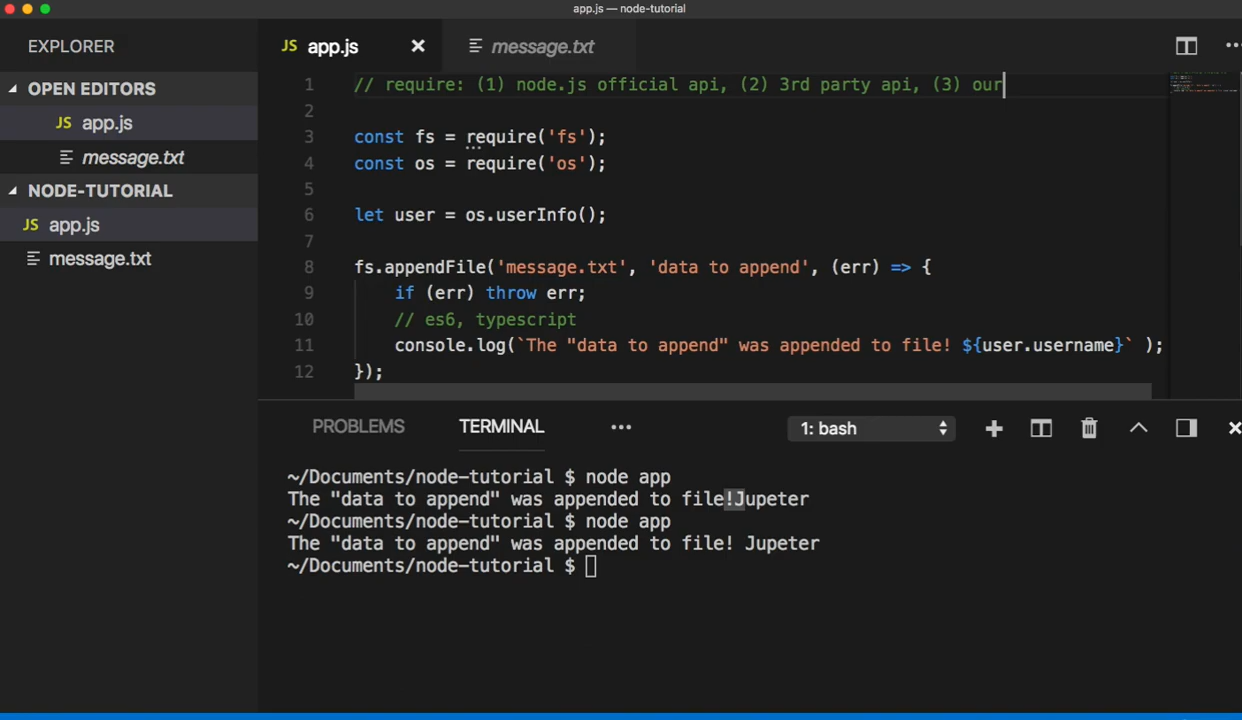 app.js — node-tutorial
EXPLORER
OPEN EDITORS
JS app.js
message.txt
NODE-TUTORIAL
JS app.js
message.txt
JS app.js
message.txt
1 // require: (1) node.js official api, (2) 3rd party api, (3) our
2
3 const fs = require('fs');
4 const os = require('os');
5
6 let user = os.userInfo();
7
8 fs.appendFile('message.txt', 'data to append', (err) => {
9 if (err) throw err;
10 // es6, typescript
11 console.log(`The "data to append" was appended to file! ${user.username}` );
12 });
PROBLEMS TERMINAL ••• 1: bash
~/Documents/node-tutorial $ node app
The "data to append" was appended to file!Jupeter
~/Documents/node-tutorial $ node app
The "data to append" was appended to file! Jupeter
~/Documents/node-tutorial $